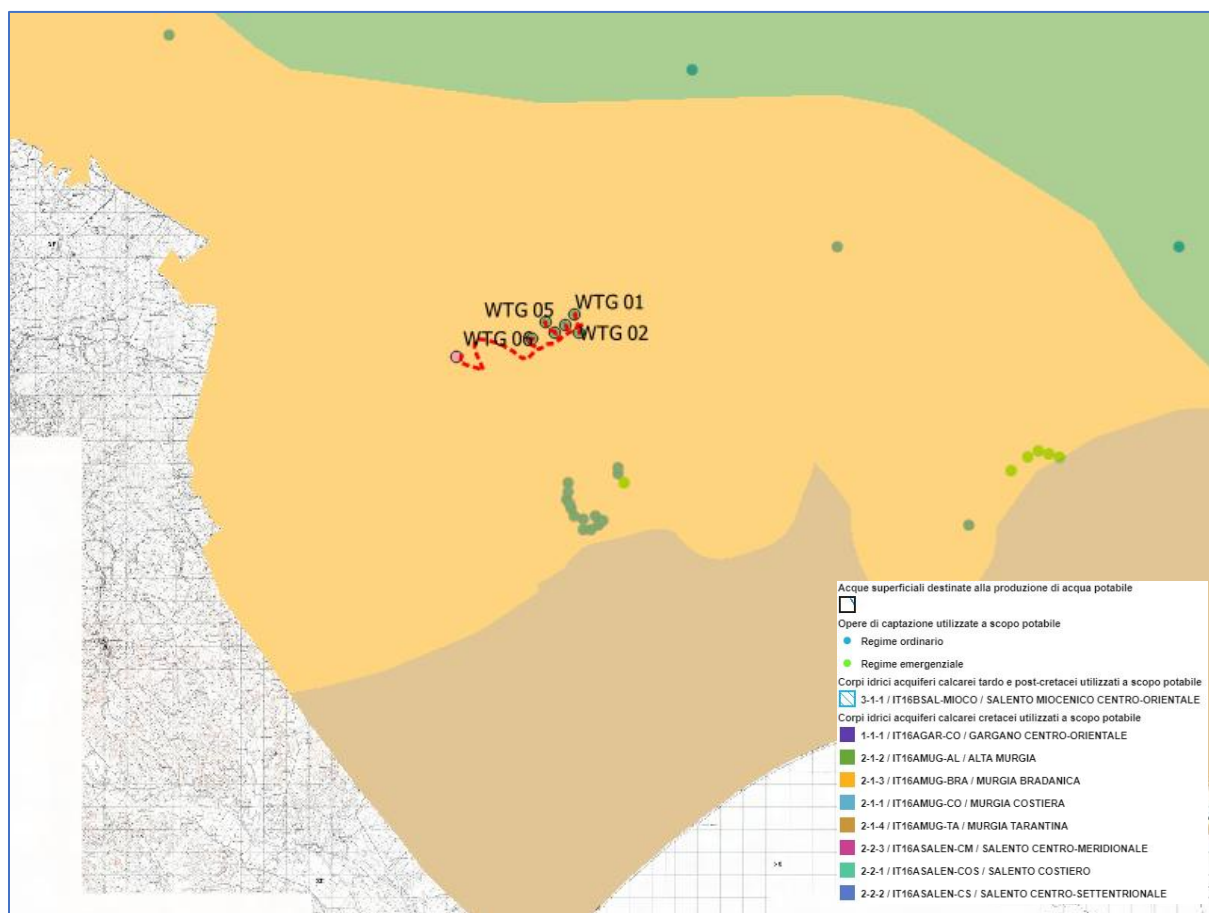 WTG 05
WTG 01
WTG 06
WTG 02
Acque superficiali destinate alla produzione di acqua potabile
Opere di captazione utilizzate a scopo potabile
Regime ordinario
Regime emergenziale
Corpi idrici acquiferi calcarei tardo e post-cretacei utilizzati a scopo potabile
3-1-1 / IT16BSAL-MIOCO / SALENTO MIOCENICO CENTRO-ORIENTALE
Corpi idrici acquiferi calcarei cretacei utilizzati a scopo potabile
1-1-1 / IT16AGAR-CO / GARGANO CENTRO-ORIENTALE
2-1-2 / IT16AMUG-AL / ALTA MURGIA
2-1-3 / IT16AMUG-BRA / MURGIA BRADANICA
2-1-1 / IT16AMUG-CO / MURGIA COSTIERA
2-1-4 / IT16AMUG-TA / MURGIA TARANTINA
2-2-3 / IT16ASALEN-CM / SALENTO CENTRO-MERIDIONALE
2-2-1 / IT16ASALEN-COS / SALENTO COSTIERO
2-2-2 / IT16ASALEN-CS / SALENTO CENTRO-SETTENTRIONALE